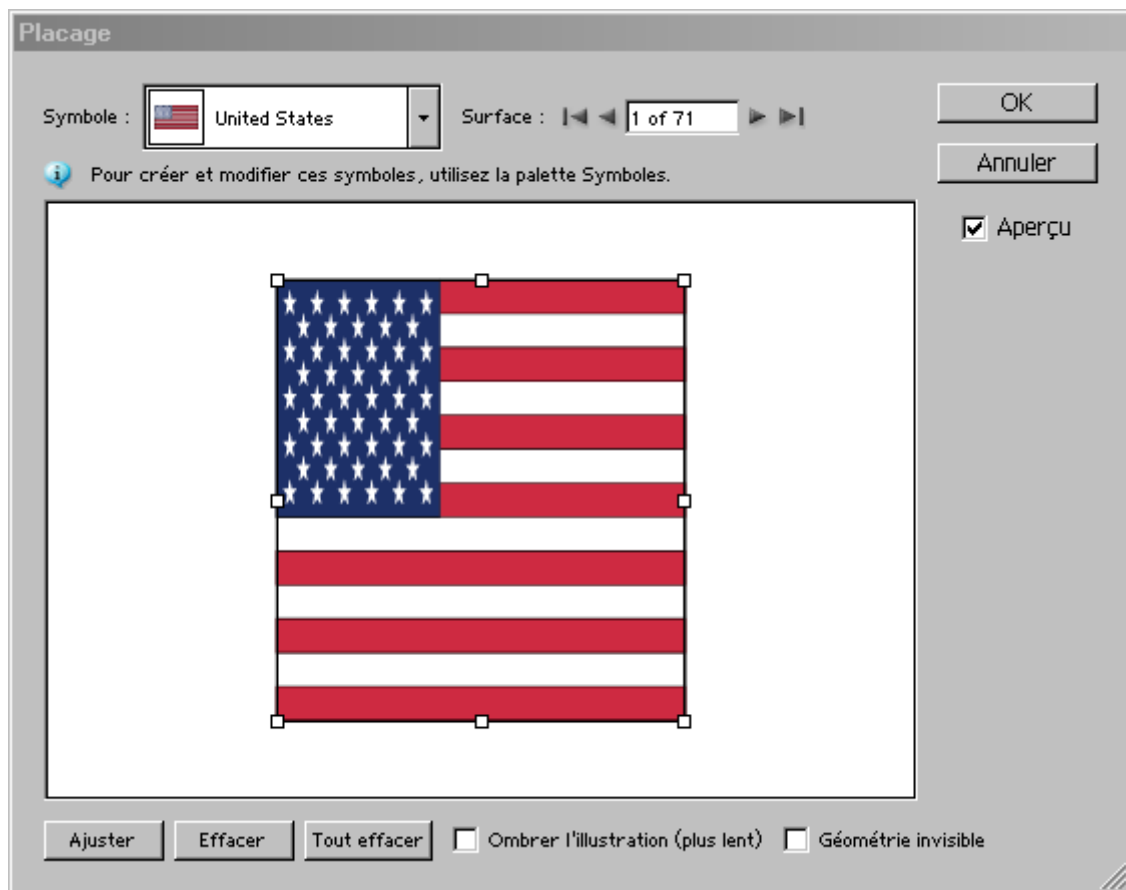 Placage
Symbole : United States Surface : 1 of 71
OK
Pour créer et modifier ces symboles, utilisez la palette Symboles.
Annuler
Aperçu
Ajuster Effacer Tout effacer Ombrer l'illustration (plus lent) Géométrie invisible